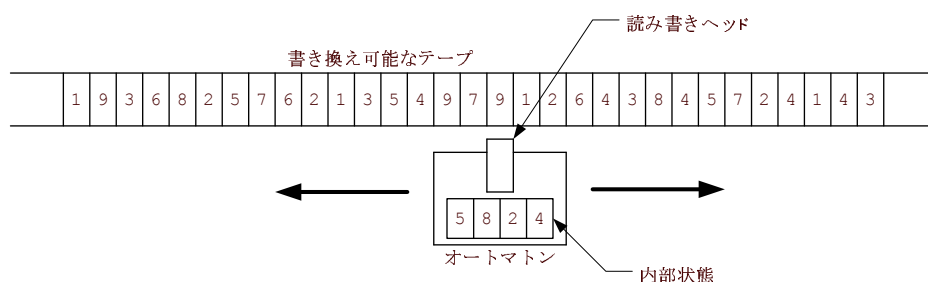 読み書きヘッド
書き換え可能なテープ
1 9 3 6 8 2 5 7 6 2 1 3 5 4 9 7 9 1 2 6 4 3 8 4 5 7 2 4 1 4 3
5 8 2 4
オートマトン
内部状態